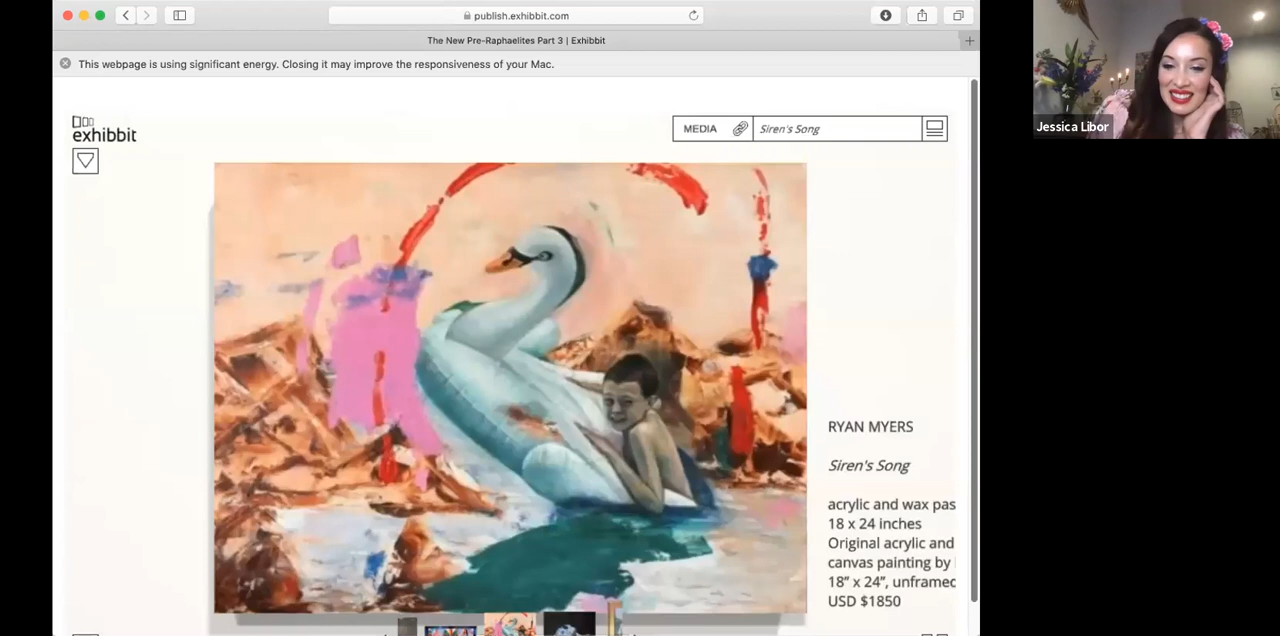 publish.exhibbit.com
The New Pre-Raphaelites Part 3 | Exhibbit
This webpage is using significant energy. Closing it may improve the responsiveness of your Mac.
exhibbit
MEDIA
Siren's Song
Jessica Libor
RYAN MYERS
Siren's Song
acrylic and wax pas
18 x 24 inches
Original acrylic and
canvas painting by
18” x 24”, unframed
USD $1850